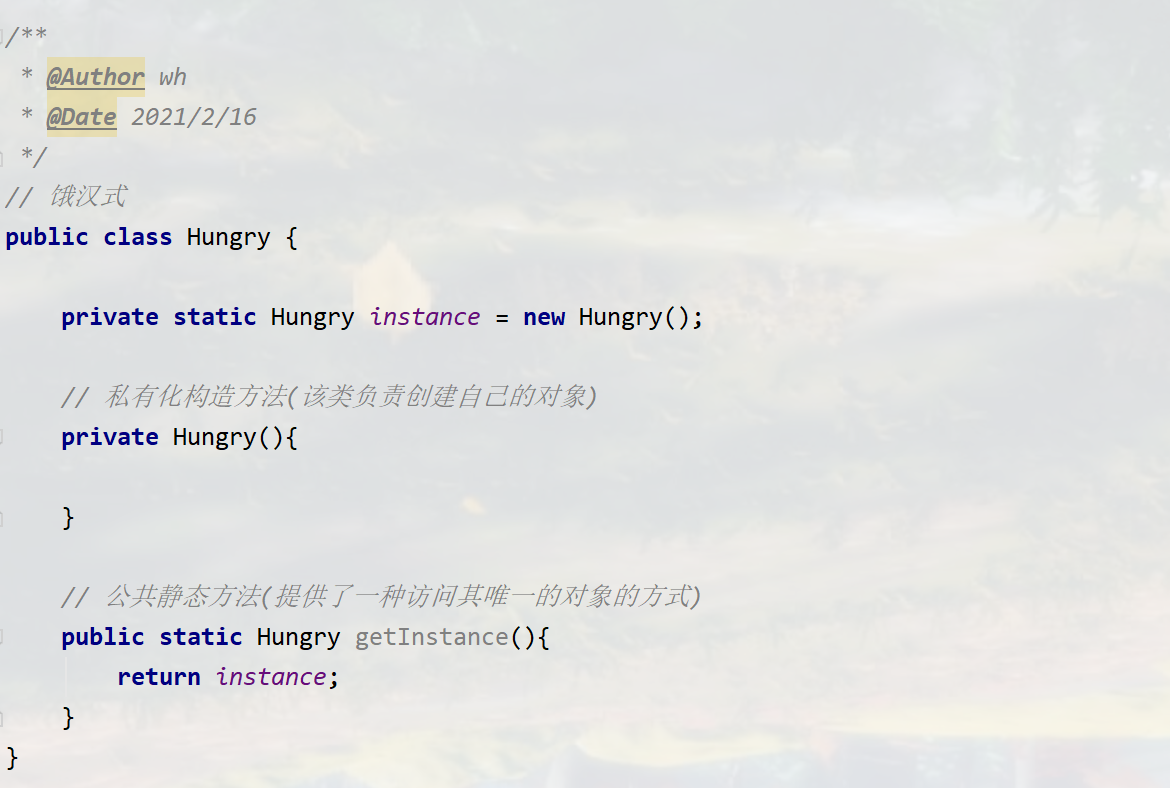 /**
 * @Author wh
 * @Date 2021/2/16
 */
// 饿汉式
public class Hungry {
    private static Hungry instance = new Hungry();
    // 私有化构造方法(该类负责创建自己的对象)
    private Hungry(){
    }
    // 公共静态方法(提供了一种访问其唯一的对象的方式)
    public static Hungry getInstance(){
        return instance;
    }
}